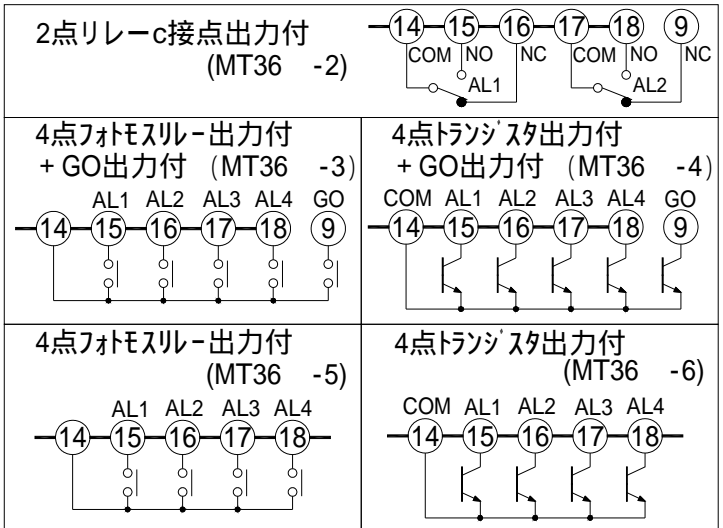 2点リレーc接点出力付
(MT36 -2)
14 15 16 17 18 9
COM NO NC COM NO NC
AL1 AL2
4点ﾌｫﾄﾓｽﾘﾚｰ出力付
+GO出力付 (MT36 -3)
AL1 AL2 AL3 AL4 GO
14 15 16 17 18 9
4点ﾄﾗﾝｼﾞｽﾀ出力付
+GO出力付 (MT36 -4)
COM AL1 AL2 AL3 AL4 GO
14 15 16 17 18 9
4点ﾌｫﾄﾓｽﾘﾚｰ出力付
(MT36 -5)
AL1 AL2 AL3 AL4
14 15 16 17 18
4点ﾄﾗﾝｼﾞｽﾀ出力付
(MT36 -6)
COM AL1 AL2 AL3 AL4
14 15 16 17 18